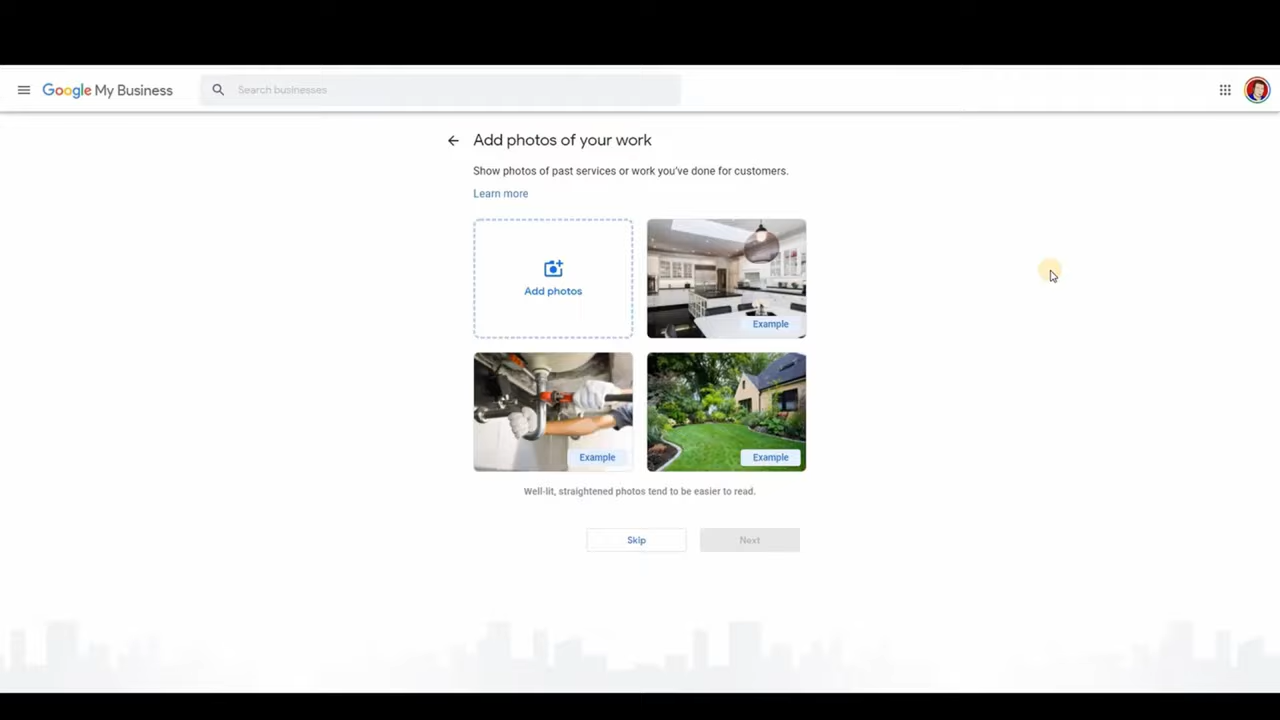 Google My Business
Search businesses
Add photos of your work
Show photos of past services or work you've done for customers.
Learn more
Add photos
Example
Example
Example
Well-lit, straightened photos tend to be easier to read.
Skip
Next